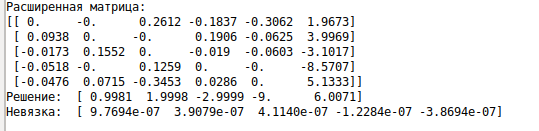 Расширенная матрица:
[[ 0. -0. 0.2612 -0.1837 -0.3062 1.9673]
[ 0.0938 0. -0. 0.1906 -0.0625 3.9969]
[-0.0173 0.1552 0. -0.019 -0.0603 -3.1017]
[-0.0518 -0. 0.1259 0. -0. -8.5707]
[-0.0476 0.0715 -0.3453 0.0286 0. 5.1333]]
Решение: [ 0.9981 1.9998 -2.9999 -9. 6.0071]
Невязка: [ 9.7694e-07 3.9079e-07 4.1140e-07 -1.2284e-07 -3.8694e-07]